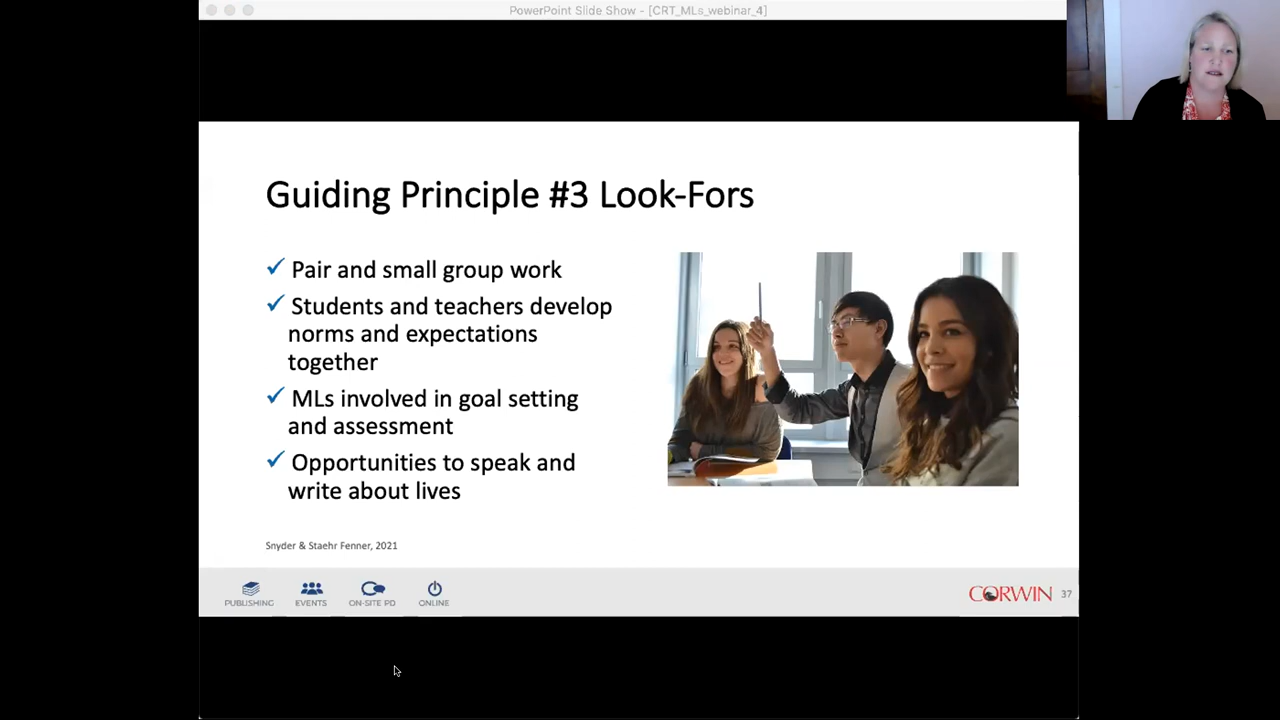 PowerPoint Slide Show - [CRT_MLs_webinar_4]
Guiding Principle #3 Look-Fors
✓ Pair and small group work
✓ Students and teachers develop
norms and expectations
together
✓ MLs involved in goal setting
and assessment
✓ Opportunities to speak and
write about lives
Snyder & Staehr Fenner, 2021
PUBLISHING EVENTS ON-SITE PD ONLINE CORWIN 37